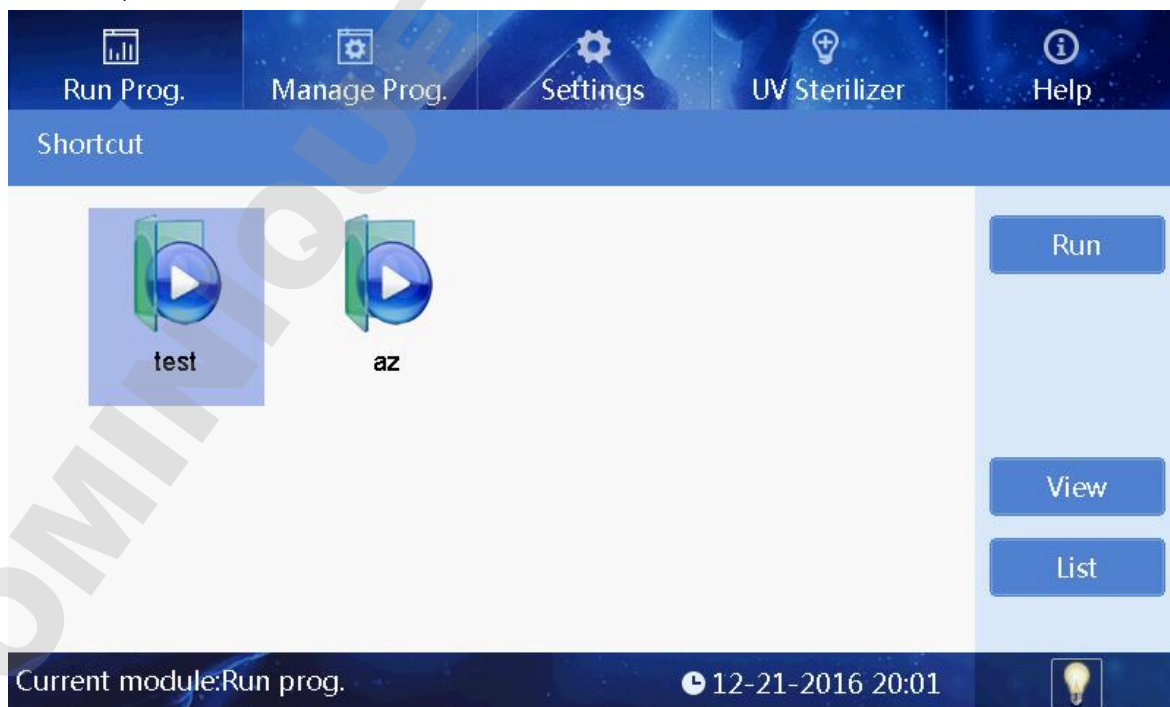 Run Prog.
Manage Prog.
Settings
UV Sterilizer
Help
Shortcut
test
az
Run
View
List
Current module:Run prog.
12-21-2016 20:01
OMINIQUE